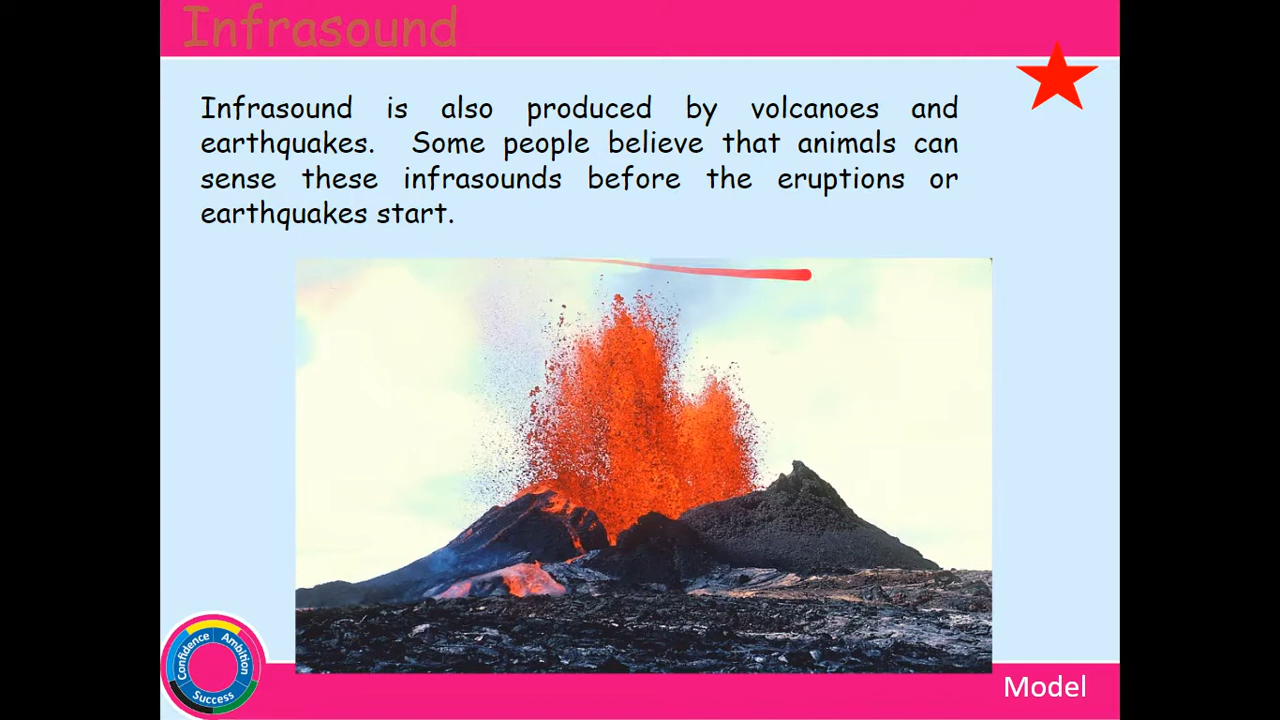 Infrasound
Infrasound is also produced by volcanoes and
earthquakes. Some people believe that animals can
sense these infrasounds before the eruptions or
earthquakes start.
Confidence
Ambition
Success
Model